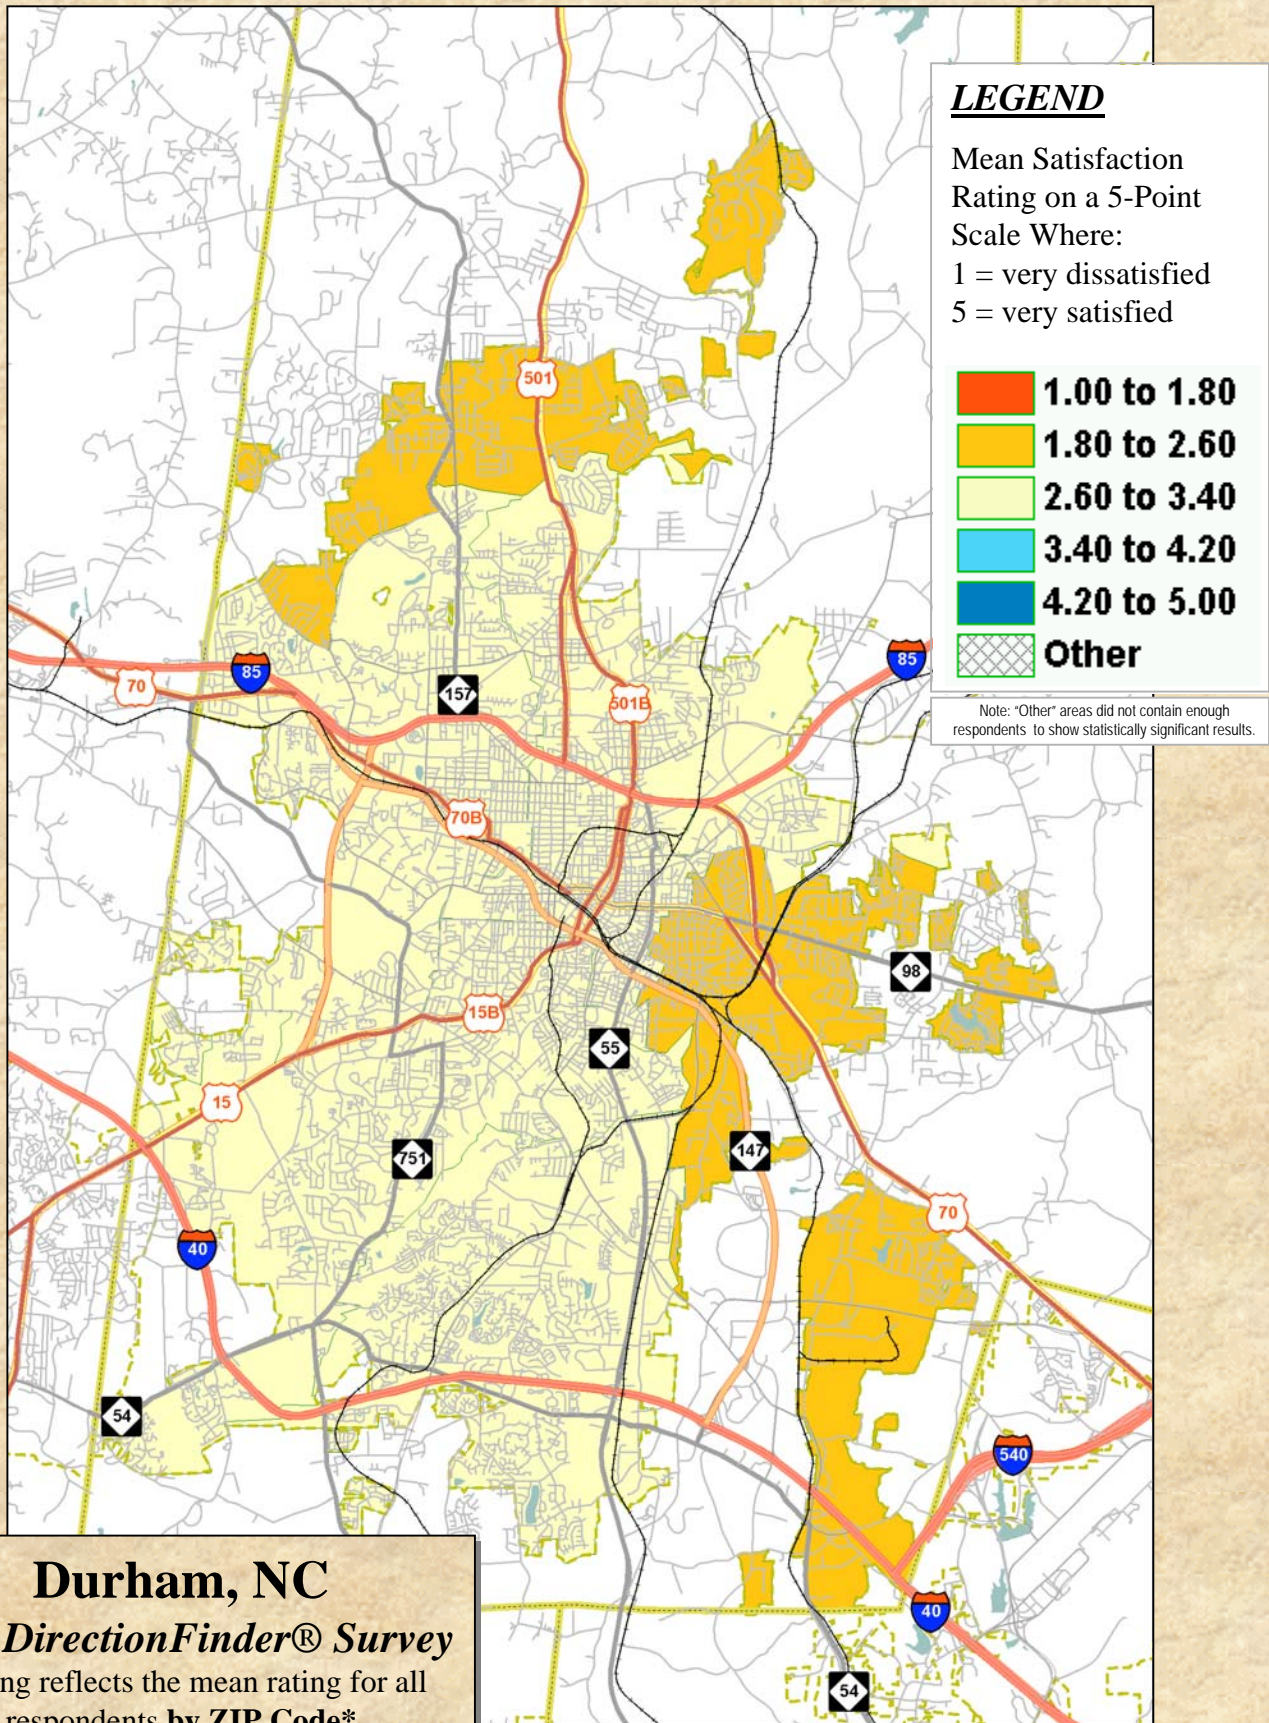 LEGEND
Mean Satisfaction
Rating on a 5-Point
Scale Where:
1 = very dissatisfied
5 = very satisfied
1.00 to 1.80
1.80 to 2.60
2.60 to 3.40
3.40 to 4.20
4.20 to 5.00
Other
Note: "Other" areas did not contain enough
respondents to show statistically significant results.
501
85
70
157
501B
85
70B
98
15B
55
15
751
147
70
40
54
540
40
54
Durham, NC
DirectionFinder® Survey
ng reflects the mean rating for all
respondents by ZIP Code*